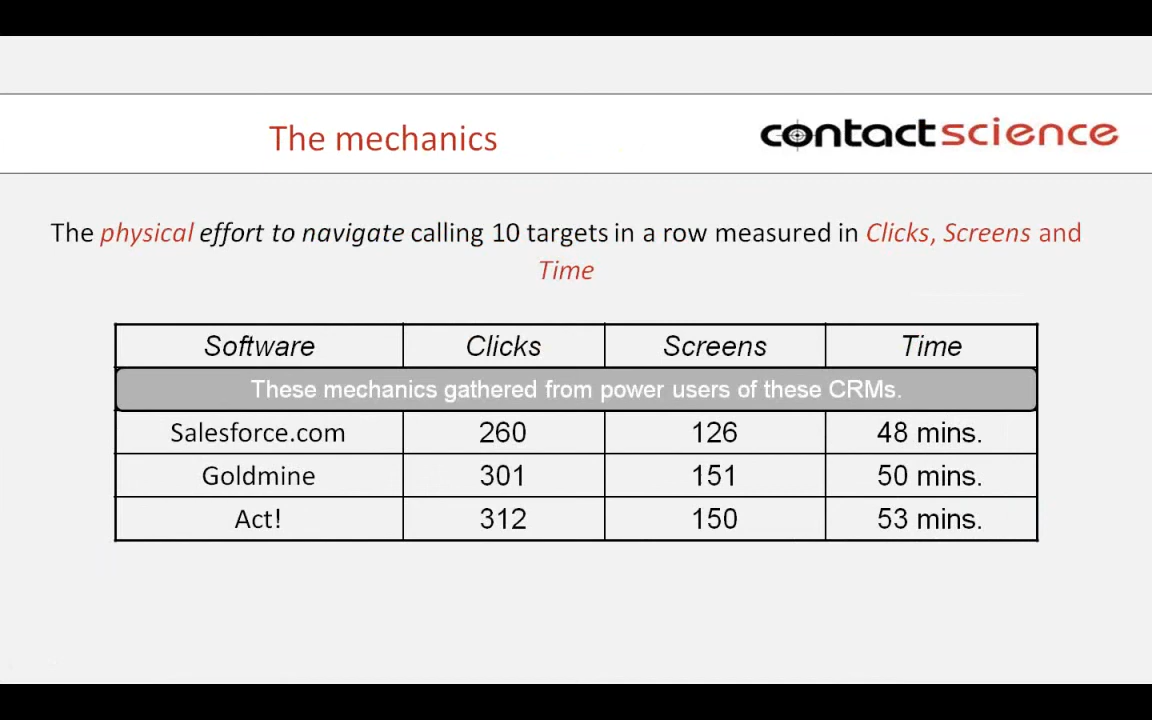 The mechanics
contactscience
The physical effort to navigate calling 10 targets in a row measured in Clicks, Screens and
Time
Software Clicks Screens Time
These mechanics gathered from power users of these CRMs.
Salesforce.com 260 126 48 mins.
Goldmine 301 151 50 mins.
Act! 312 150 53 mins.